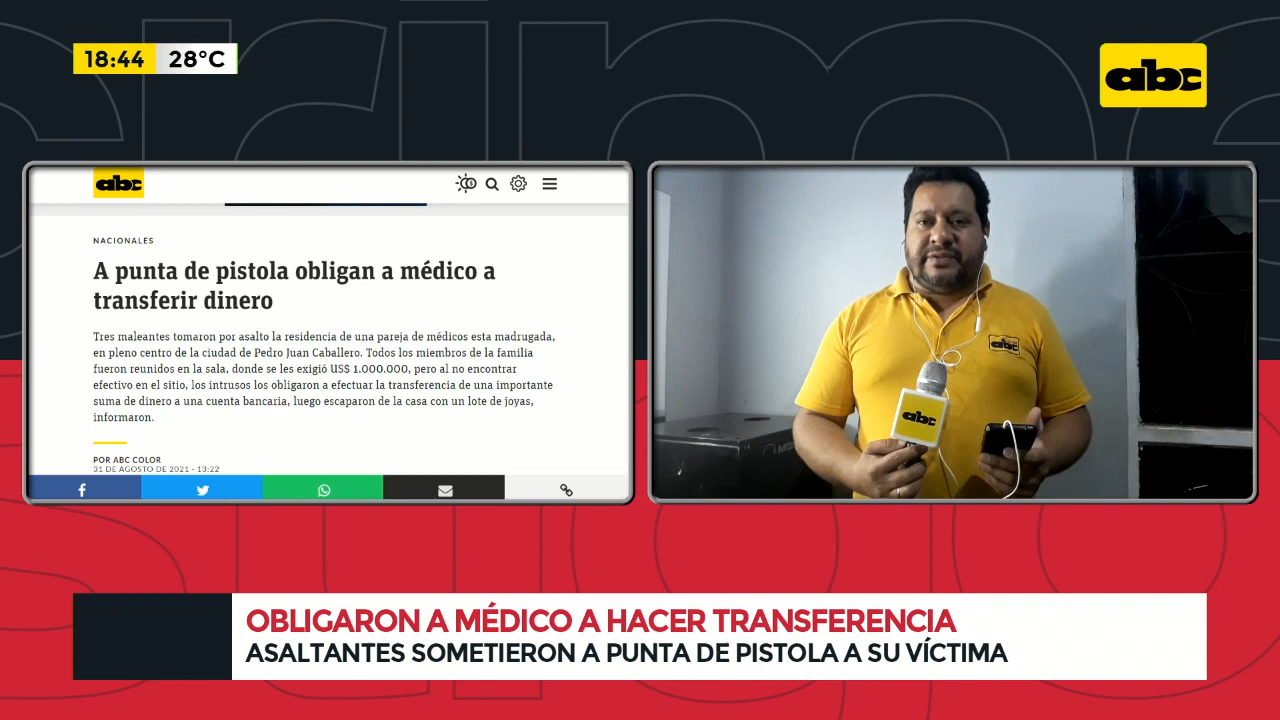 18:44 28°C
abc
abc
NACIONALES
A punta de pistola obligan a médico a
transferir dinero
Tres maleantes tomaron por asalto la residencia de una pareja de médicos esta madrugada,
en pleno centro de la ciudad de Pedro Juan Caballero. Todos los miembros de la familia
fueron reunidos en la sala, donde se les exigió US$ 1.000.000, pero al no encontrar
efectivo en el sitio, los intrusos los obligaron a efectuar la transferencia de una importante
suma de dinero a una cuenta bancaria, luego escaparon de la casa con un lote de joyas,
informaron.
POR ABC COLOR
31 DE AGOSTO DE 2021 - 13:22
abc
abc
OBLIGARON A MÉDICO A HACER TRANSFERENCIA
ASALTANTES SOMETIERON A PUNTA DE PISTOLA A SU VÍCTIMA